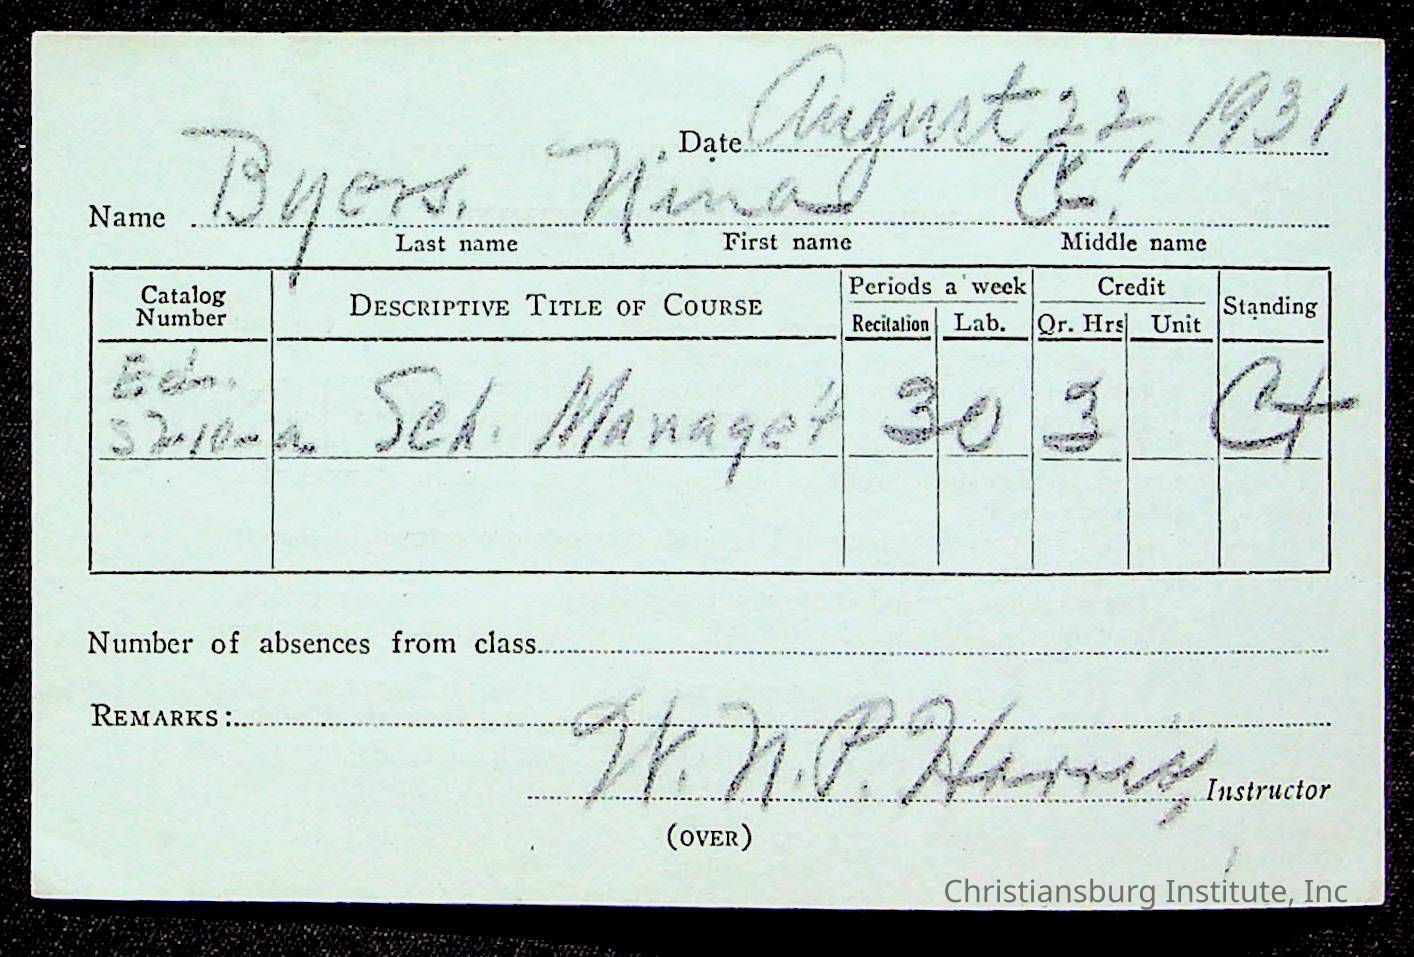 Date August 22, 1931
Name Byers, Nina C.
Last name First name Middle name
Catalog Number DESCRIPTIVE TITLE OF COURSE Periods a week Credit Standing
Recitation Lab. Qr. Hrs Unit
Edn.
a Sch. Managet 3 0 3 C+
Number of absences from class
REMARKS:
W. N. P. Harris, Instructor
(OVER)
Christiansburg Institute, Inc